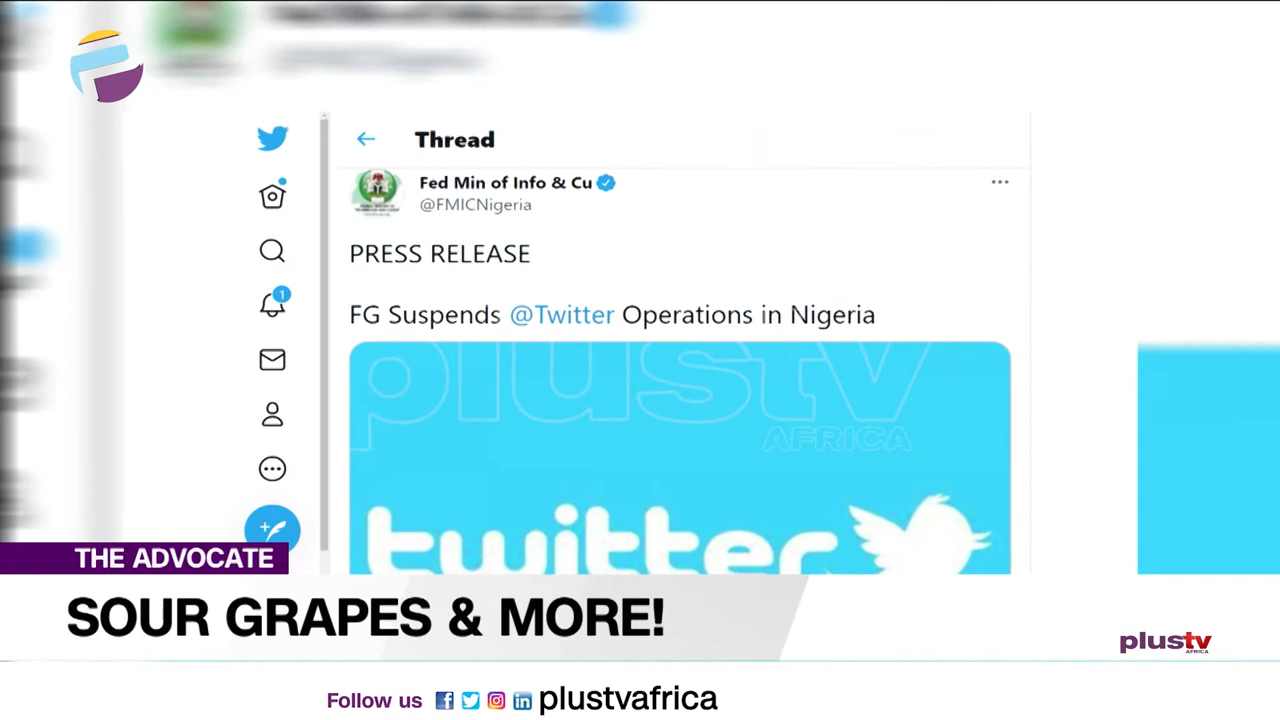 Thread
Fed Min of Info & Cu
@FMICNigeria
PRESS RELEASE
FG Suspends @Twitter Operations in Nigeria
1
plustv
AFRICA
twitter
THE ADVOCATE
SOUR GRAPES & MORE!
plustv
AFRICA
Follow us plustvafrica